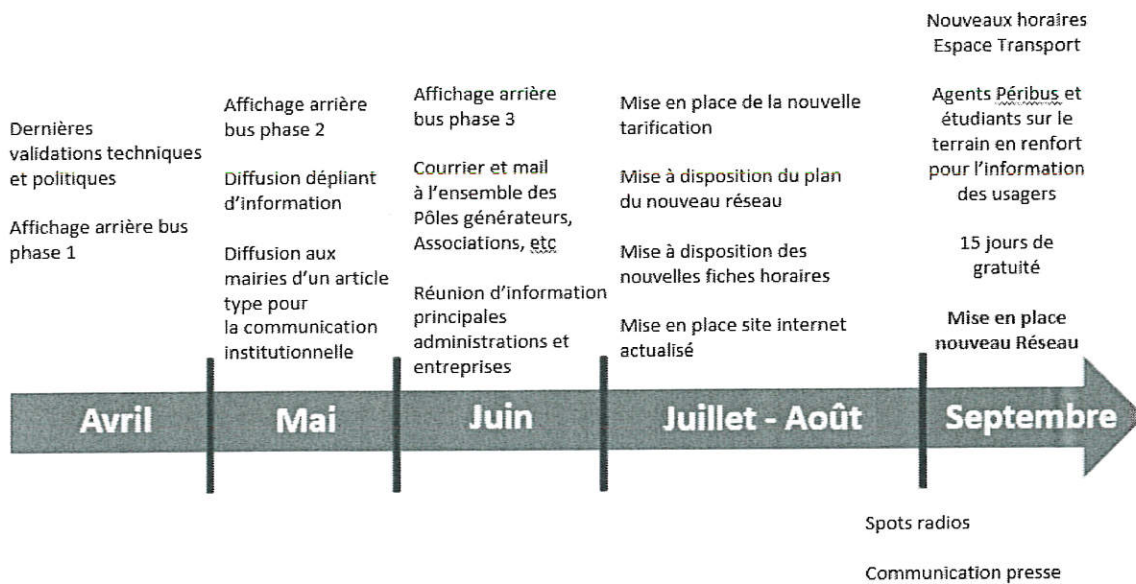 Dernières
validations techniques
et politiques
Affichage arrière bus
phase 1
Affichage arrière
bus phase 2
Diffusion dépliant
d'information
Diffusion aux
mairies d'un article
type pour
la communication
institutionnelle
Affichage arrière
bus phase 3
Courrier et mail
à l'ensemble des
Pôles générateurs,
Associations, etc
Réunion d'information
principales
administrations et
entreprises
Mise en place de la nouvelle
tarification
Mise à disposition du plan
du nouveau réseau
Mise à disposition des
nouvelles fiches horaires
Mise en place site internet
actualisé
Nouveaux horaires
Espace Transport
Agents Péribus et
étudiants sur le
terrain en renfort
pour l'information
des usagers
15 jours de
gratuité
Mise en place
nouveau Réseau
Avril
Mai
Juin
Juillet - Août
Septembre
Spots radios
Communication presse